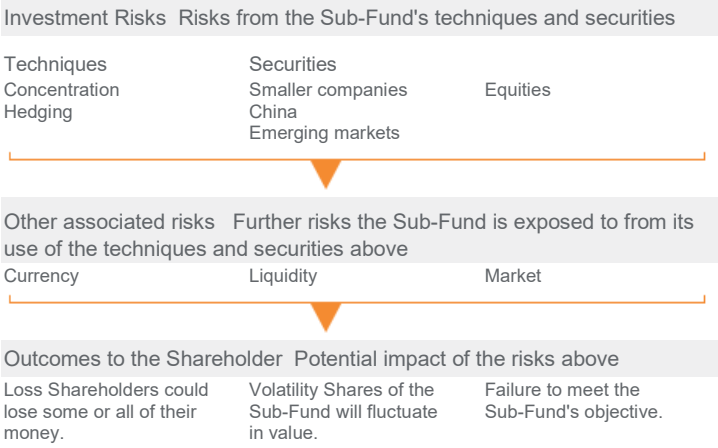 Investment Risks  Risks from the Sub-Fund's techniques and securities
Techniques Securities
Concentration Smaller companies Equities
Hedging China
Emerging markets
Other associated risks  Further risks the Sub-Fund is exposed to from its
use of the techniques and securities above
Currency Liquidity Market
Outcomes to the Shareholder  Potential impact of the risks above
Loss Shareholders could Volatility Shares of the Failure to meet the
lose some or all of their Sub-Fund will fluctuate Sub-Fund's objective.
money. in value.